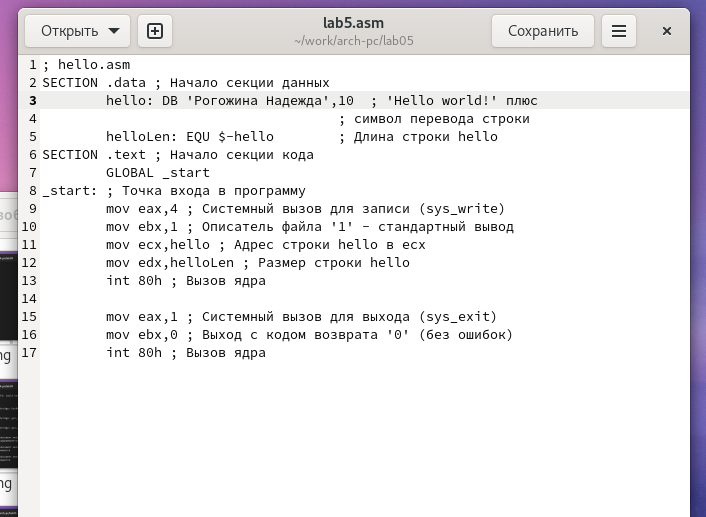 Открыть
lab5.asm
~/work/arch-pc/lab05
Сохранить
1 ; hello.asm
2 SECTION .data ; Начало секции данных
3 hello: DB 'Рогожина Надежда',10 ; 'Hello world!' плюс
4 ; символ перевода строки
5 helloLen: EQU $-hello ; Длина строки hello
6 SECTION .text ; Начало секции кода
7 GLOBAL _start
8 _start: ; Точка входа в программу
9 mov eax,4 ; Системный вызов для записи (sys_write)
10 mov ebx,1 ; Описатель файла '1' - стандартный вывод
11 mov ecx,hello ; Адрес строки hello в ecx
12 mov edx,helloLen ; Размер строки hello
13 int 80h ; Вызов ядра
14
15 mov eax,1 ; Системный вызов для выхода (sys_exit)
16 mov ebx,0 ; Выход с кодом возврата '0' (без ошибок)
17 int 80h ; Вызов ядра
ng
ng